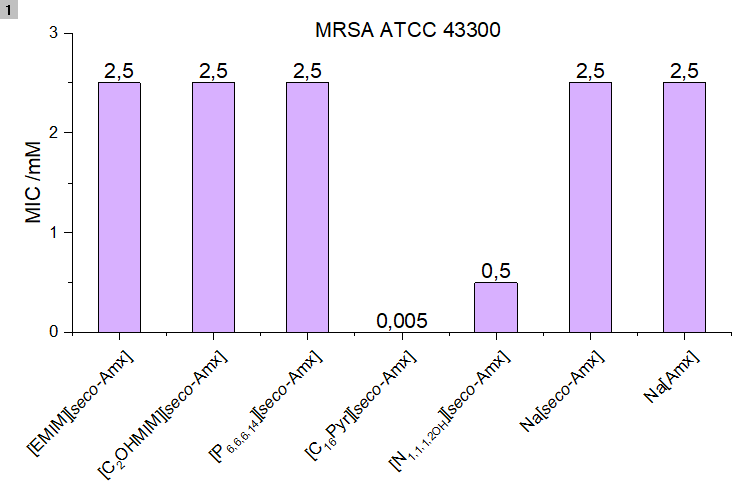 1
MRSA ATCC 43300
MIC /mM
3
2
1
0
2,5
2,5
2,5
0,005
0,5
2,5
2,5
[EMIM][seco-Amx]
[C₂OHMIM][seco-Amx]
[P₆,₆,₆,₁₄][seco-Amx]
[C₁₆Pyr][seco-Amx]
[N₁,₁,₁,₂OH][seco-Amx]
Na[seco-Amx]
Na[Amx]